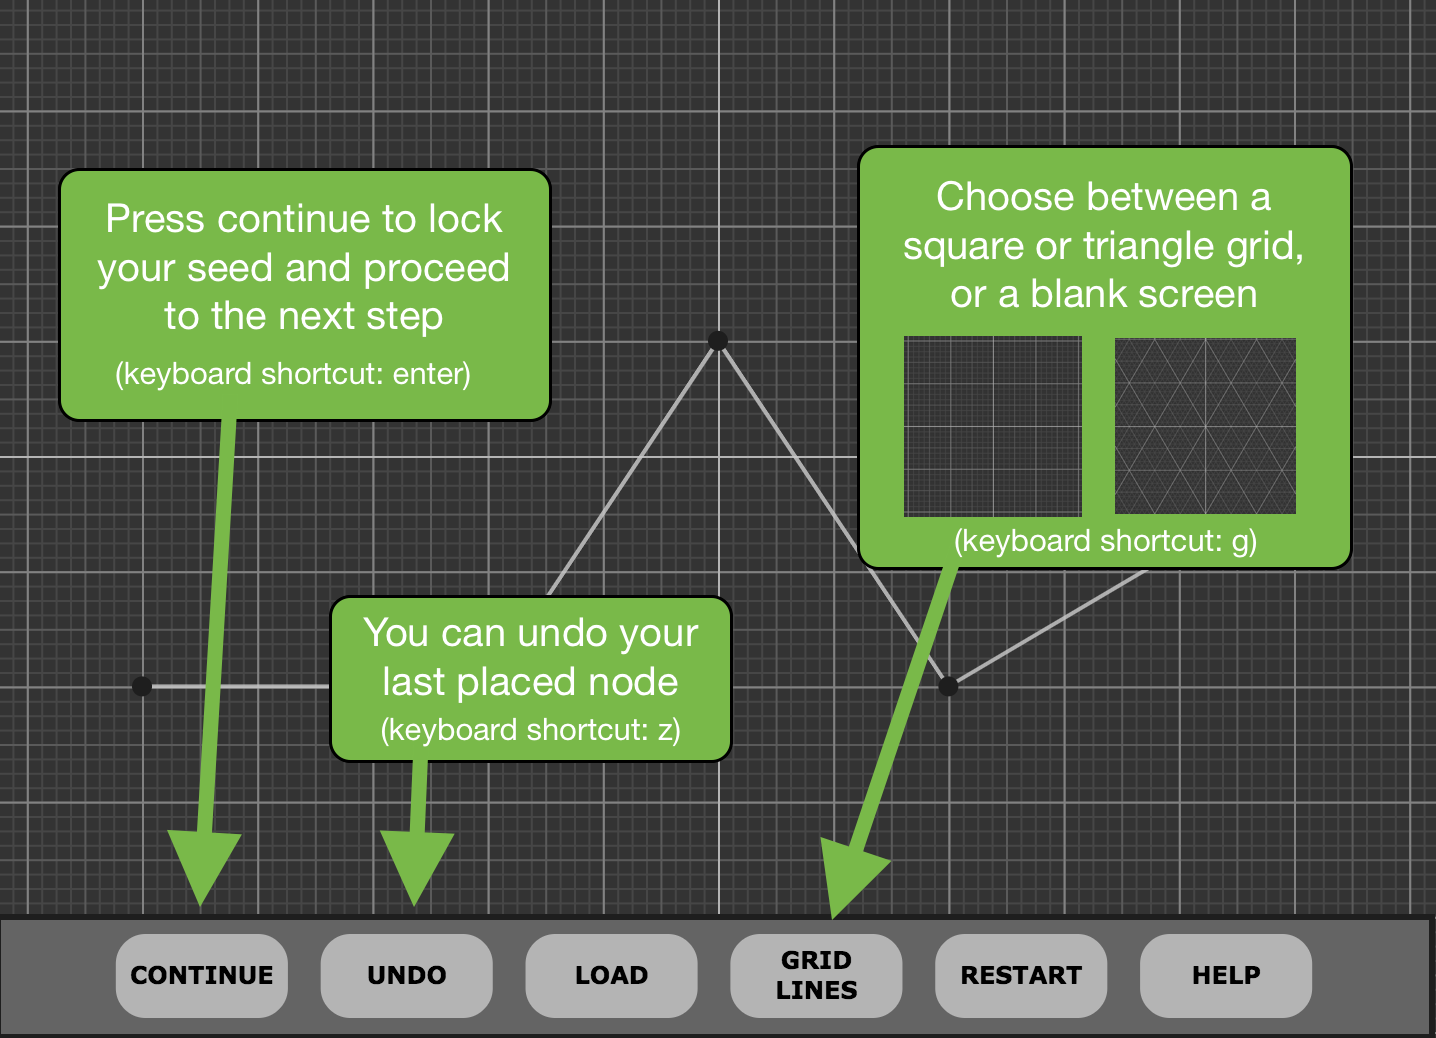 Press continue to lock
your seed and proceed
to the next step
(keyboard shortcut: enter)
Choose between a
square or triangle grid,
or a blank screen
(keyboard shortcut: g)
You can undo your
last placed node
(keyboard shortcut: z)
CONTINUE
UNDO
LOAD
GRID
LINES
RESTART
HELP